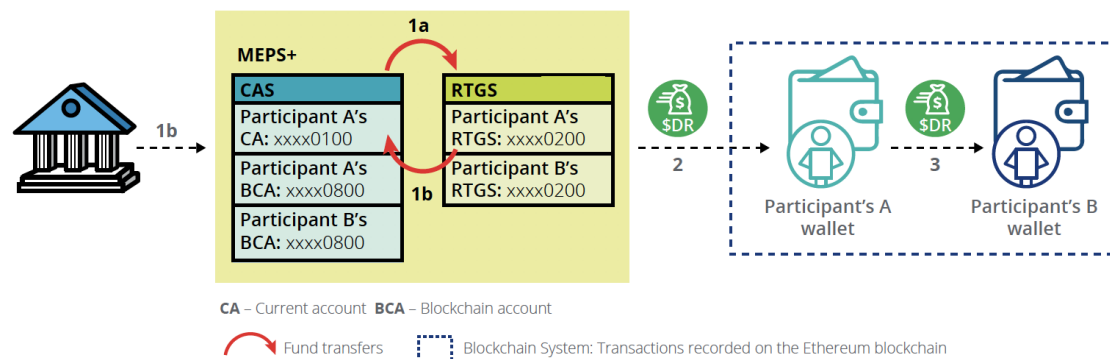 1a
MEPS+
CAS
Participant A's
CA: xxxx0100
Participant A's
BCA: xxxx0800
Participant B's
BCA: xxxx0800
RTGS
Participant A's
RTGS: xxxx0200
Participant B's
RTGS: xxxx0200
1b
1b
$DR
2
$DR
3
Participant's A
wallet
Participant's B
wallet
CA – Current account BCA – Blockchain account
Fund transfers
Blockchain System: Transactions recorded on the Ethereum blockchain